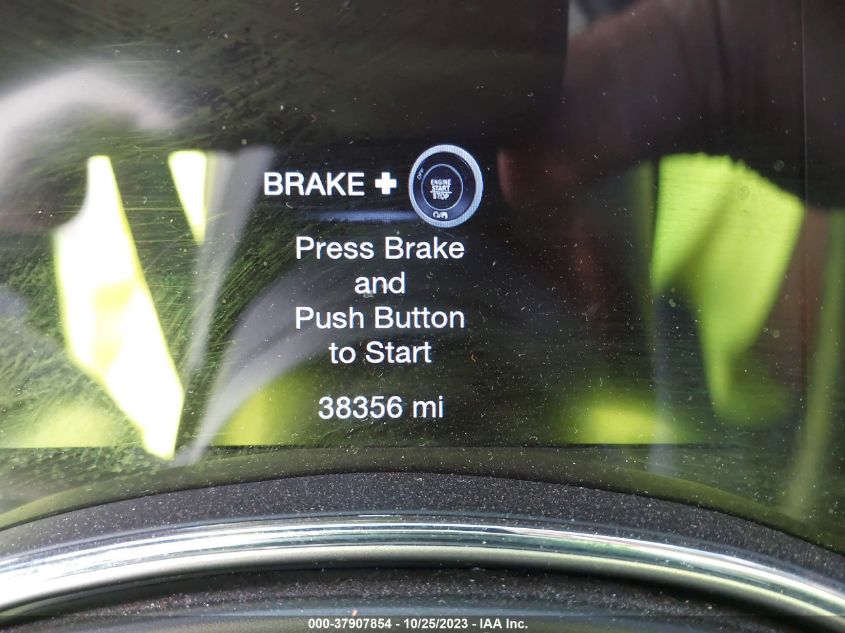 BRAKE +
ENGINE
START
STOP
Press Brake
and
Push Button
to Start
38356 mi
000-37907854 - 10/25/2023 - IAA Inc.